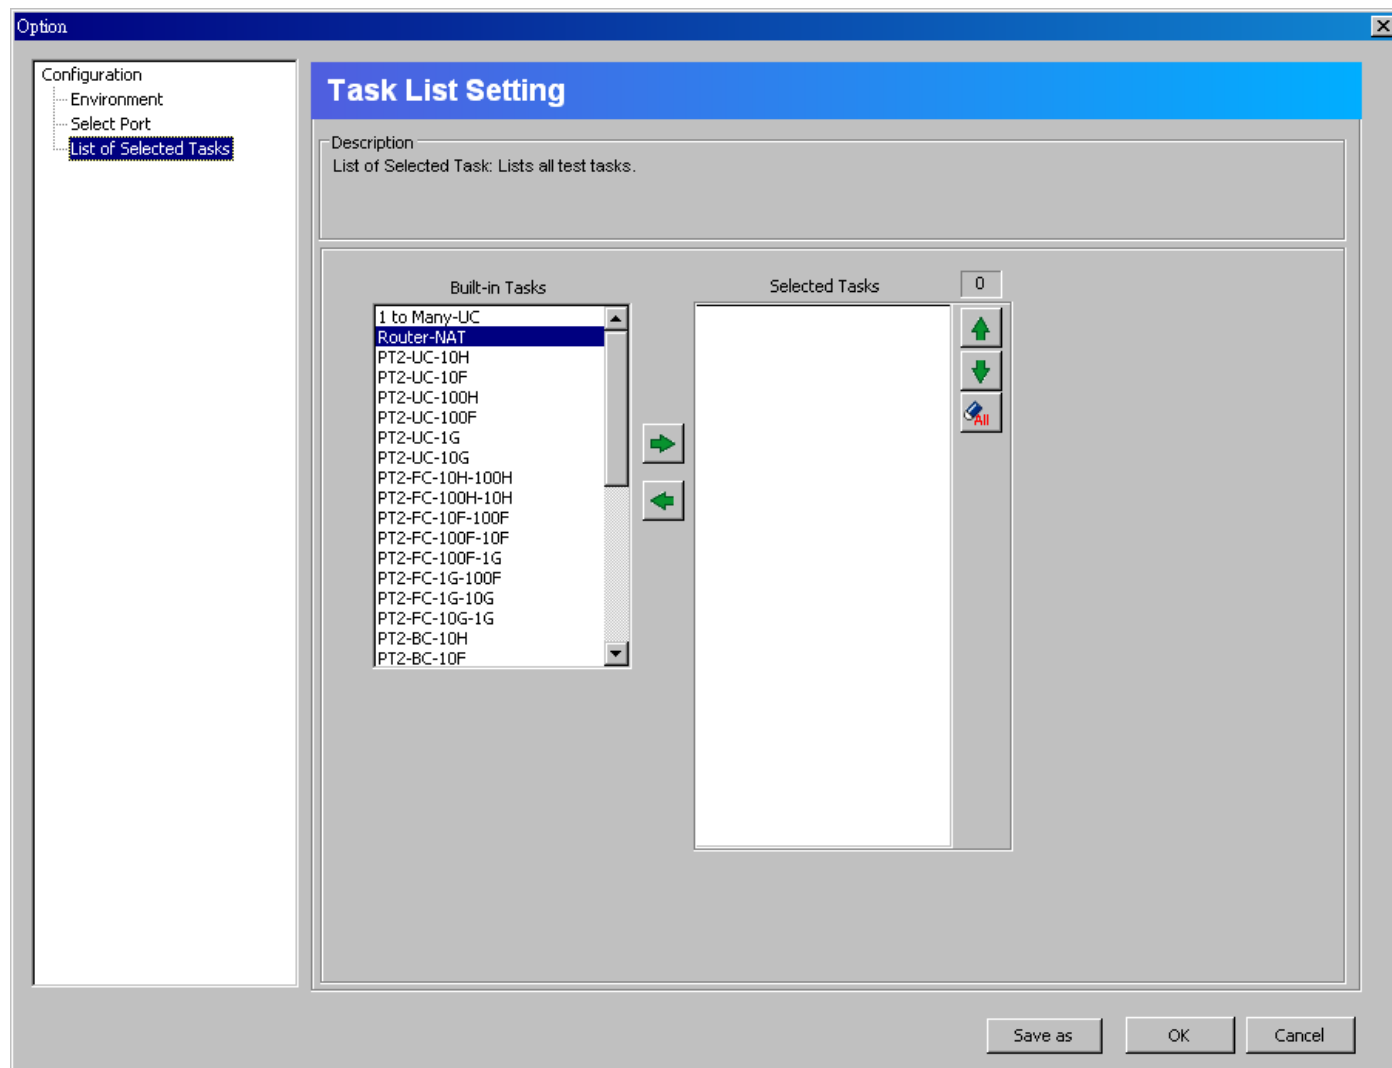 Option
Configuration
Environment
Select Port
List of Selected Tasks
Task List Setting
Description
List of Selected Task: Lists all test tasks.
Built-in Tasks
1 to Many-UC
Router-NAT
PT2-UC-10H
PT2-UC-10F
PT2-UC-100H
PT2-UC-100F
PT2-UC-1G
PT2-UC-10G
PT2-FC-10H-100H
PT2-FC-100H-10H
PT2-FC-10F-100F
PT2-FC-100F-10F
PT2-FC-100F-1G
PT2-FC-1G-100F
PT2-FC-1G-10G
PT2-FC-10G-1G
PT2-BC-10H
PT2-BC-10F
Selected Tasks
0
All
Save as
OK
Cancel